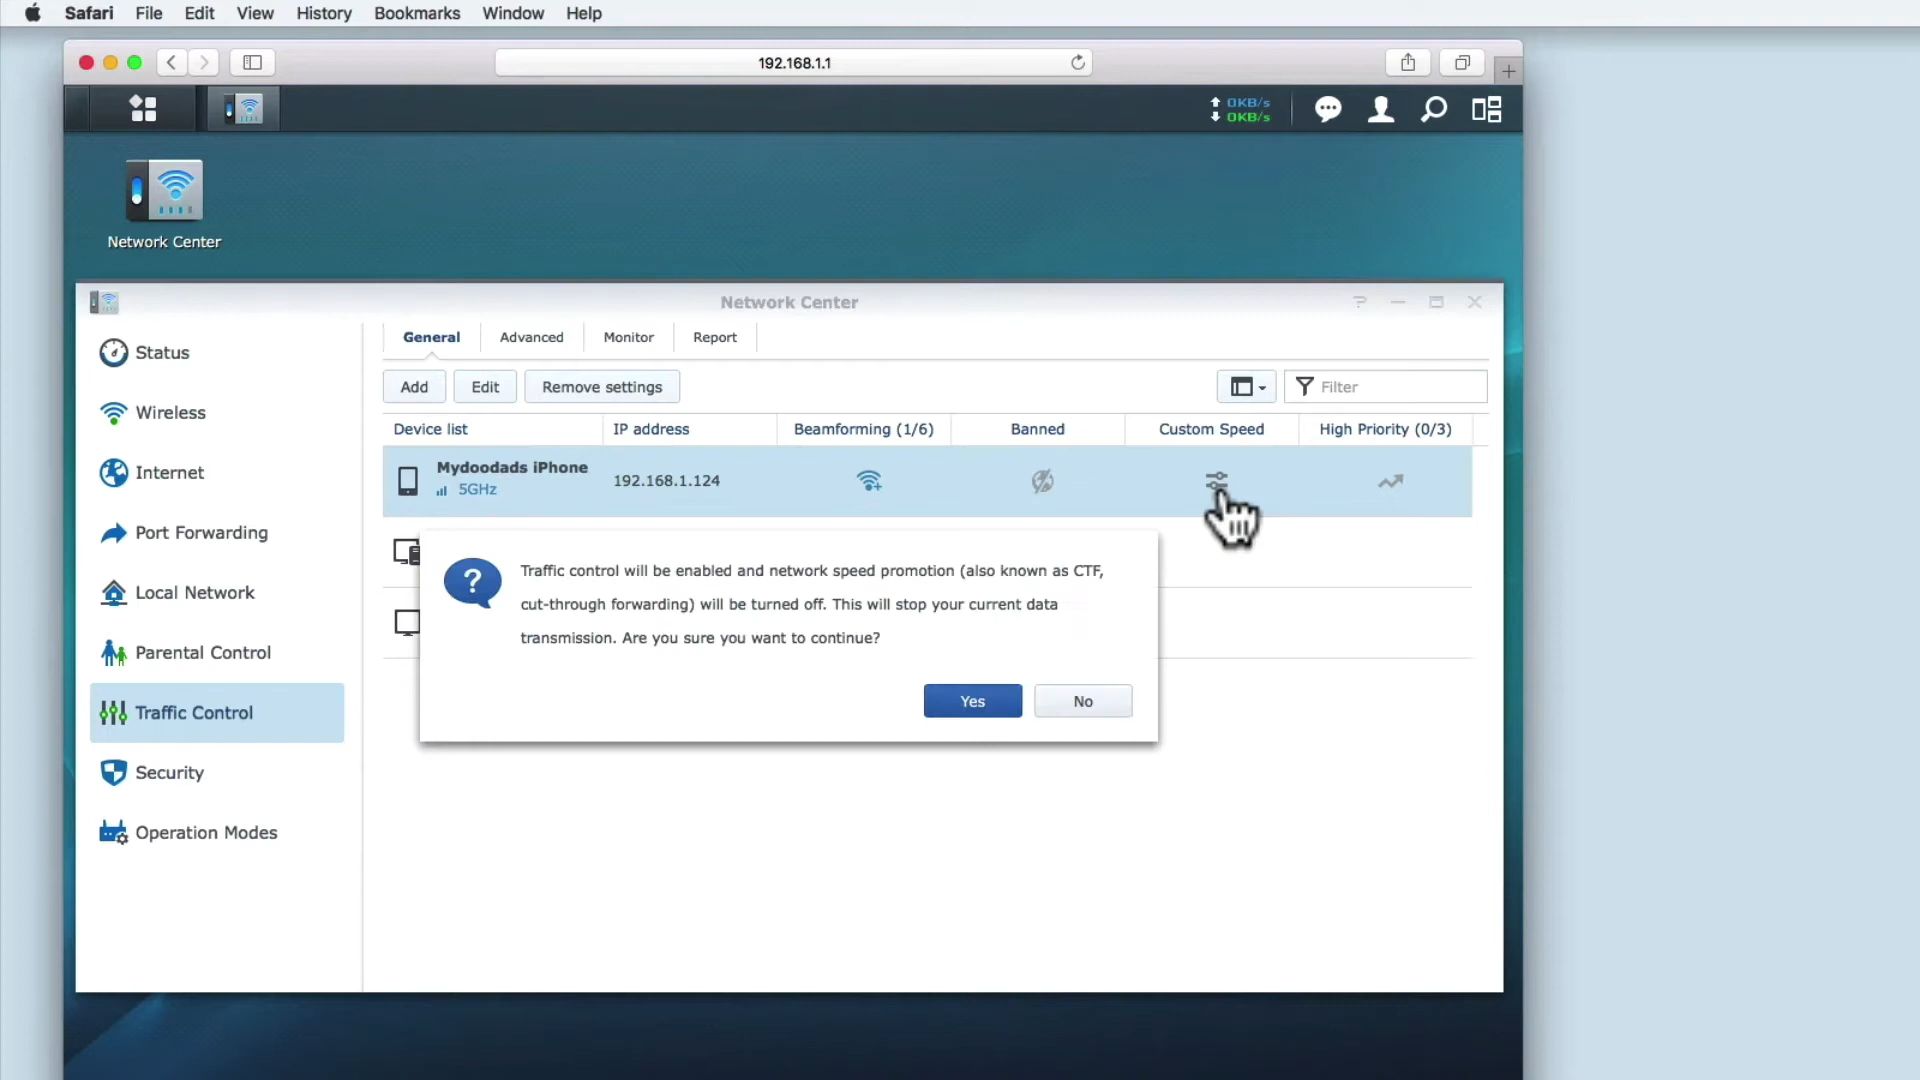 Safari File Edit View History Bookmarks Window Help
192.168.1.1
0KB/s
0KB/s
Network Center
Network Center
Status
Wireless
Internet
Port Forwarding
Local Network
Parental Control
Traffic Control
Security
Operation Modes
General Advanced Monitor Report
Add Edit Remove settings Filter
Device list IP address Beamforming (1/6) Banned Custom Speed High Priority (0/3)
Mydoodads iPhone
5GHz
192.168.1.124
Traffic control will be enabled and network speed promotion (also known as CTF,
cut-through forwarding) will be turned off. This will stop your current data
transmission. Are you sure you want to continue?
Yes No